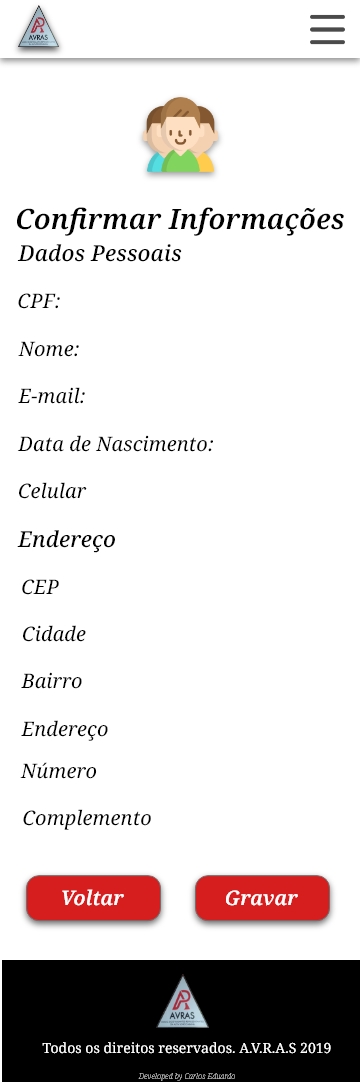 AVRAS
Confirmar Informações
Dados Pessoais
CPF:
Nome:
E-mail:
Data de Nascimento:
Celular
Endereço
CEP
Cidade
Bairro
Endereço
Número
Complemento
Voltar Gravar
AVRAS
Todos os direitos reservados. A.V.R.A.S 2019
Developed by Carlos Eduardo